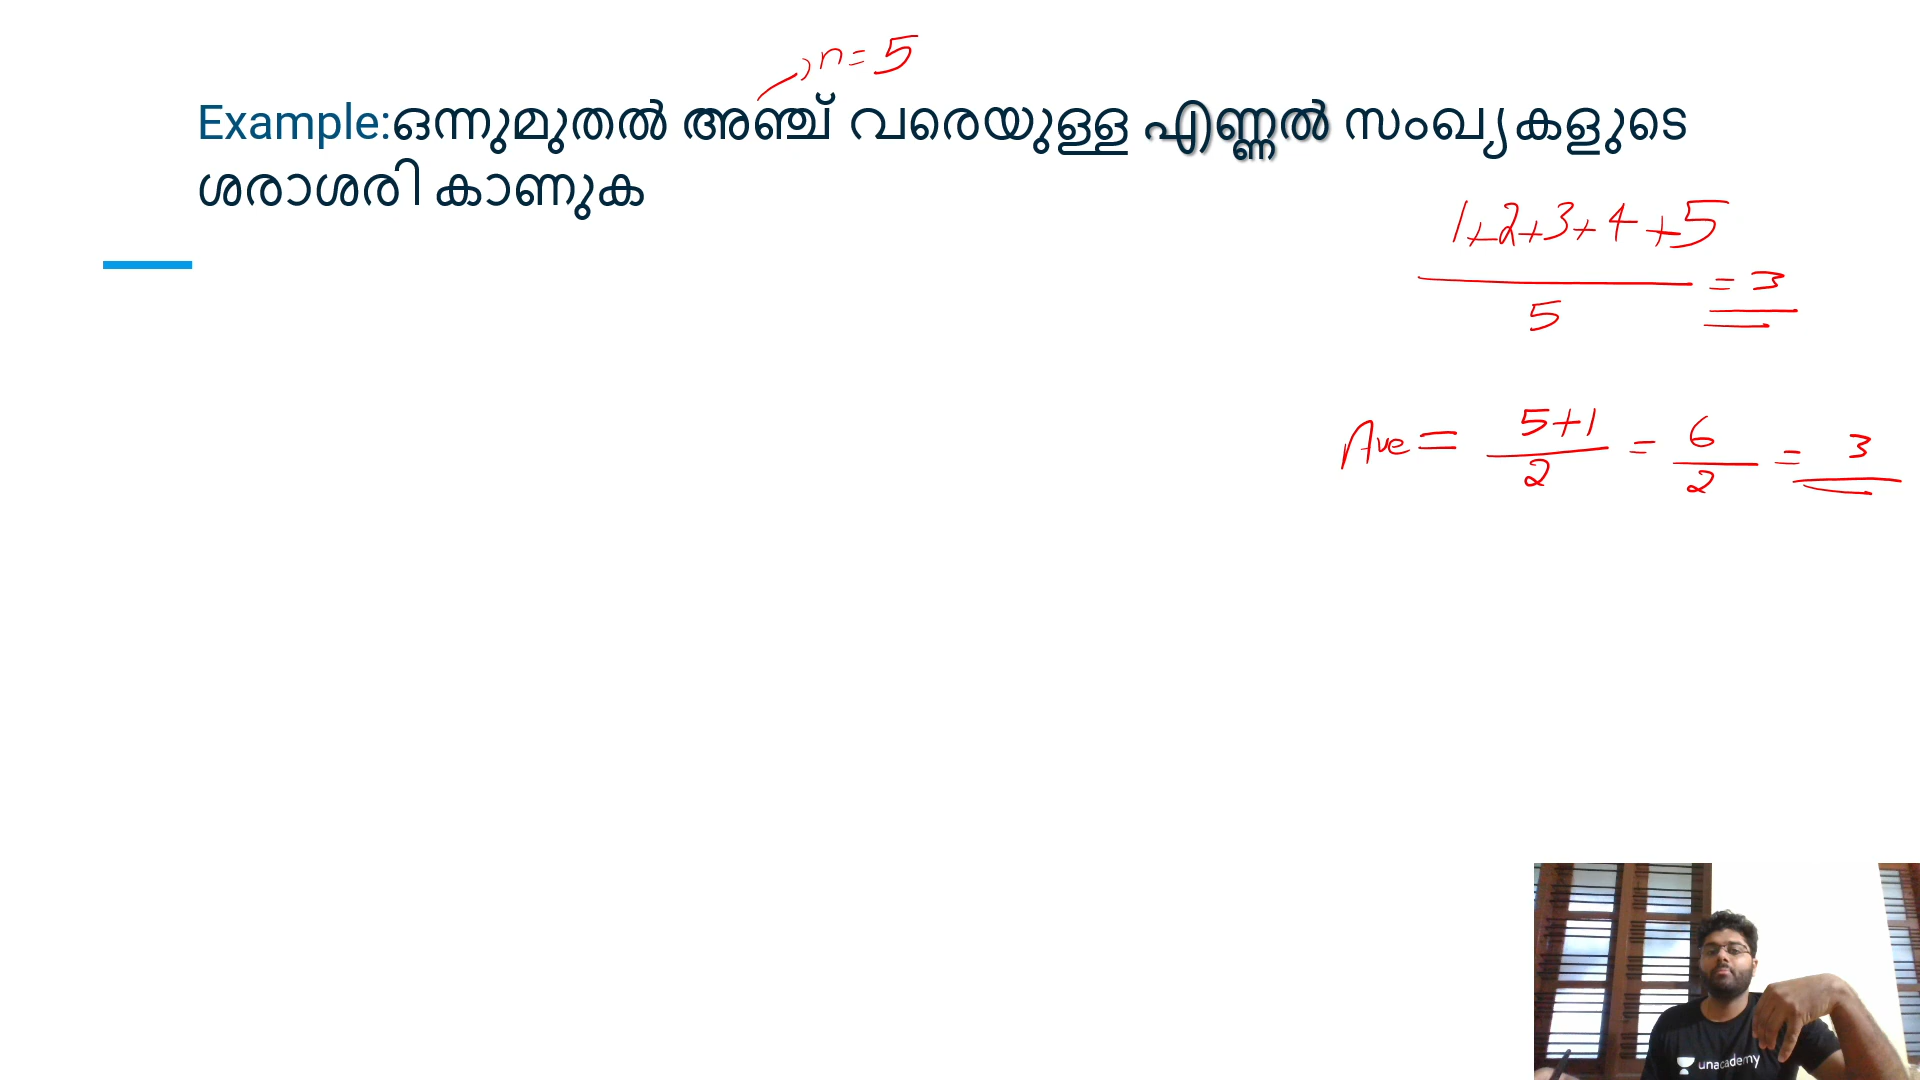 n = 5
Example:ഒന്നുമുതൽ അഞ്ച് വരെയുള്ള എണ്ണൽ സംഖ്യകളുടെ
ശരാശരി കാണുക
1+2+3+4+5
= 3
5
Ave = 5+1 = 6 = 3
2 2
unacademy